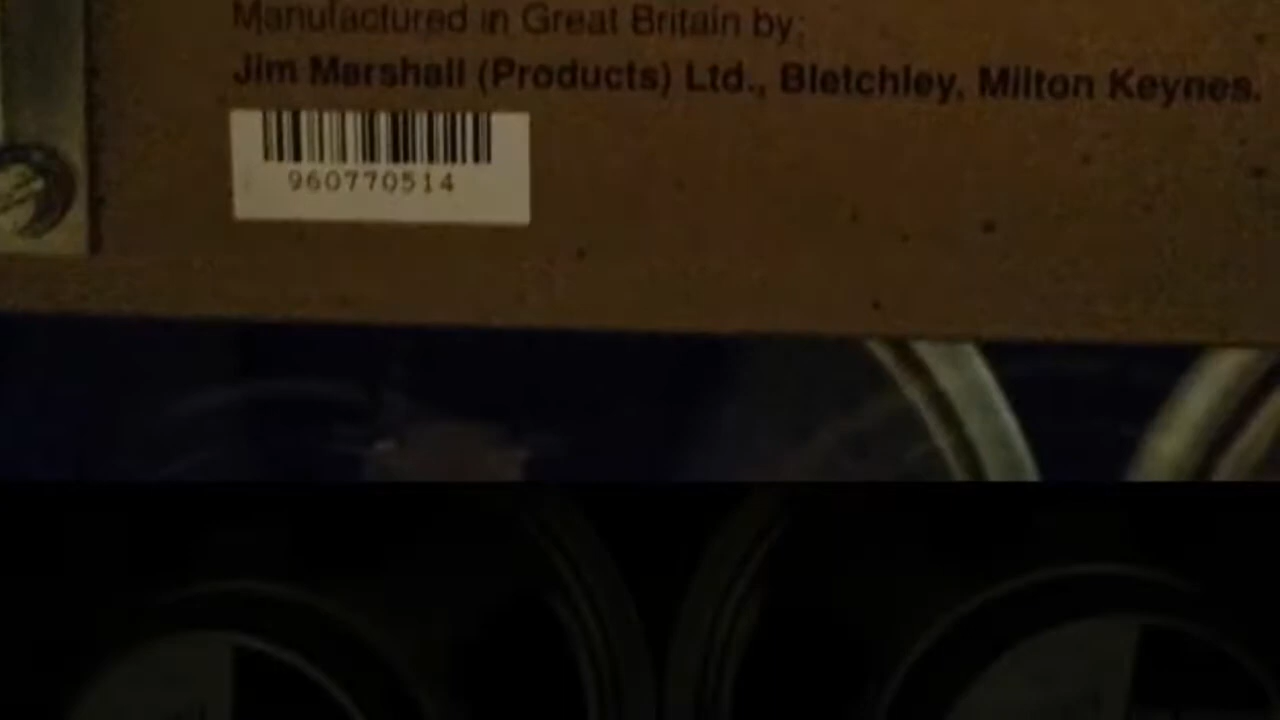 Manufactured in Great Britain by;
Jim Marshall (Products) Ltd., Bletchley, Milton Keynes.
960770514